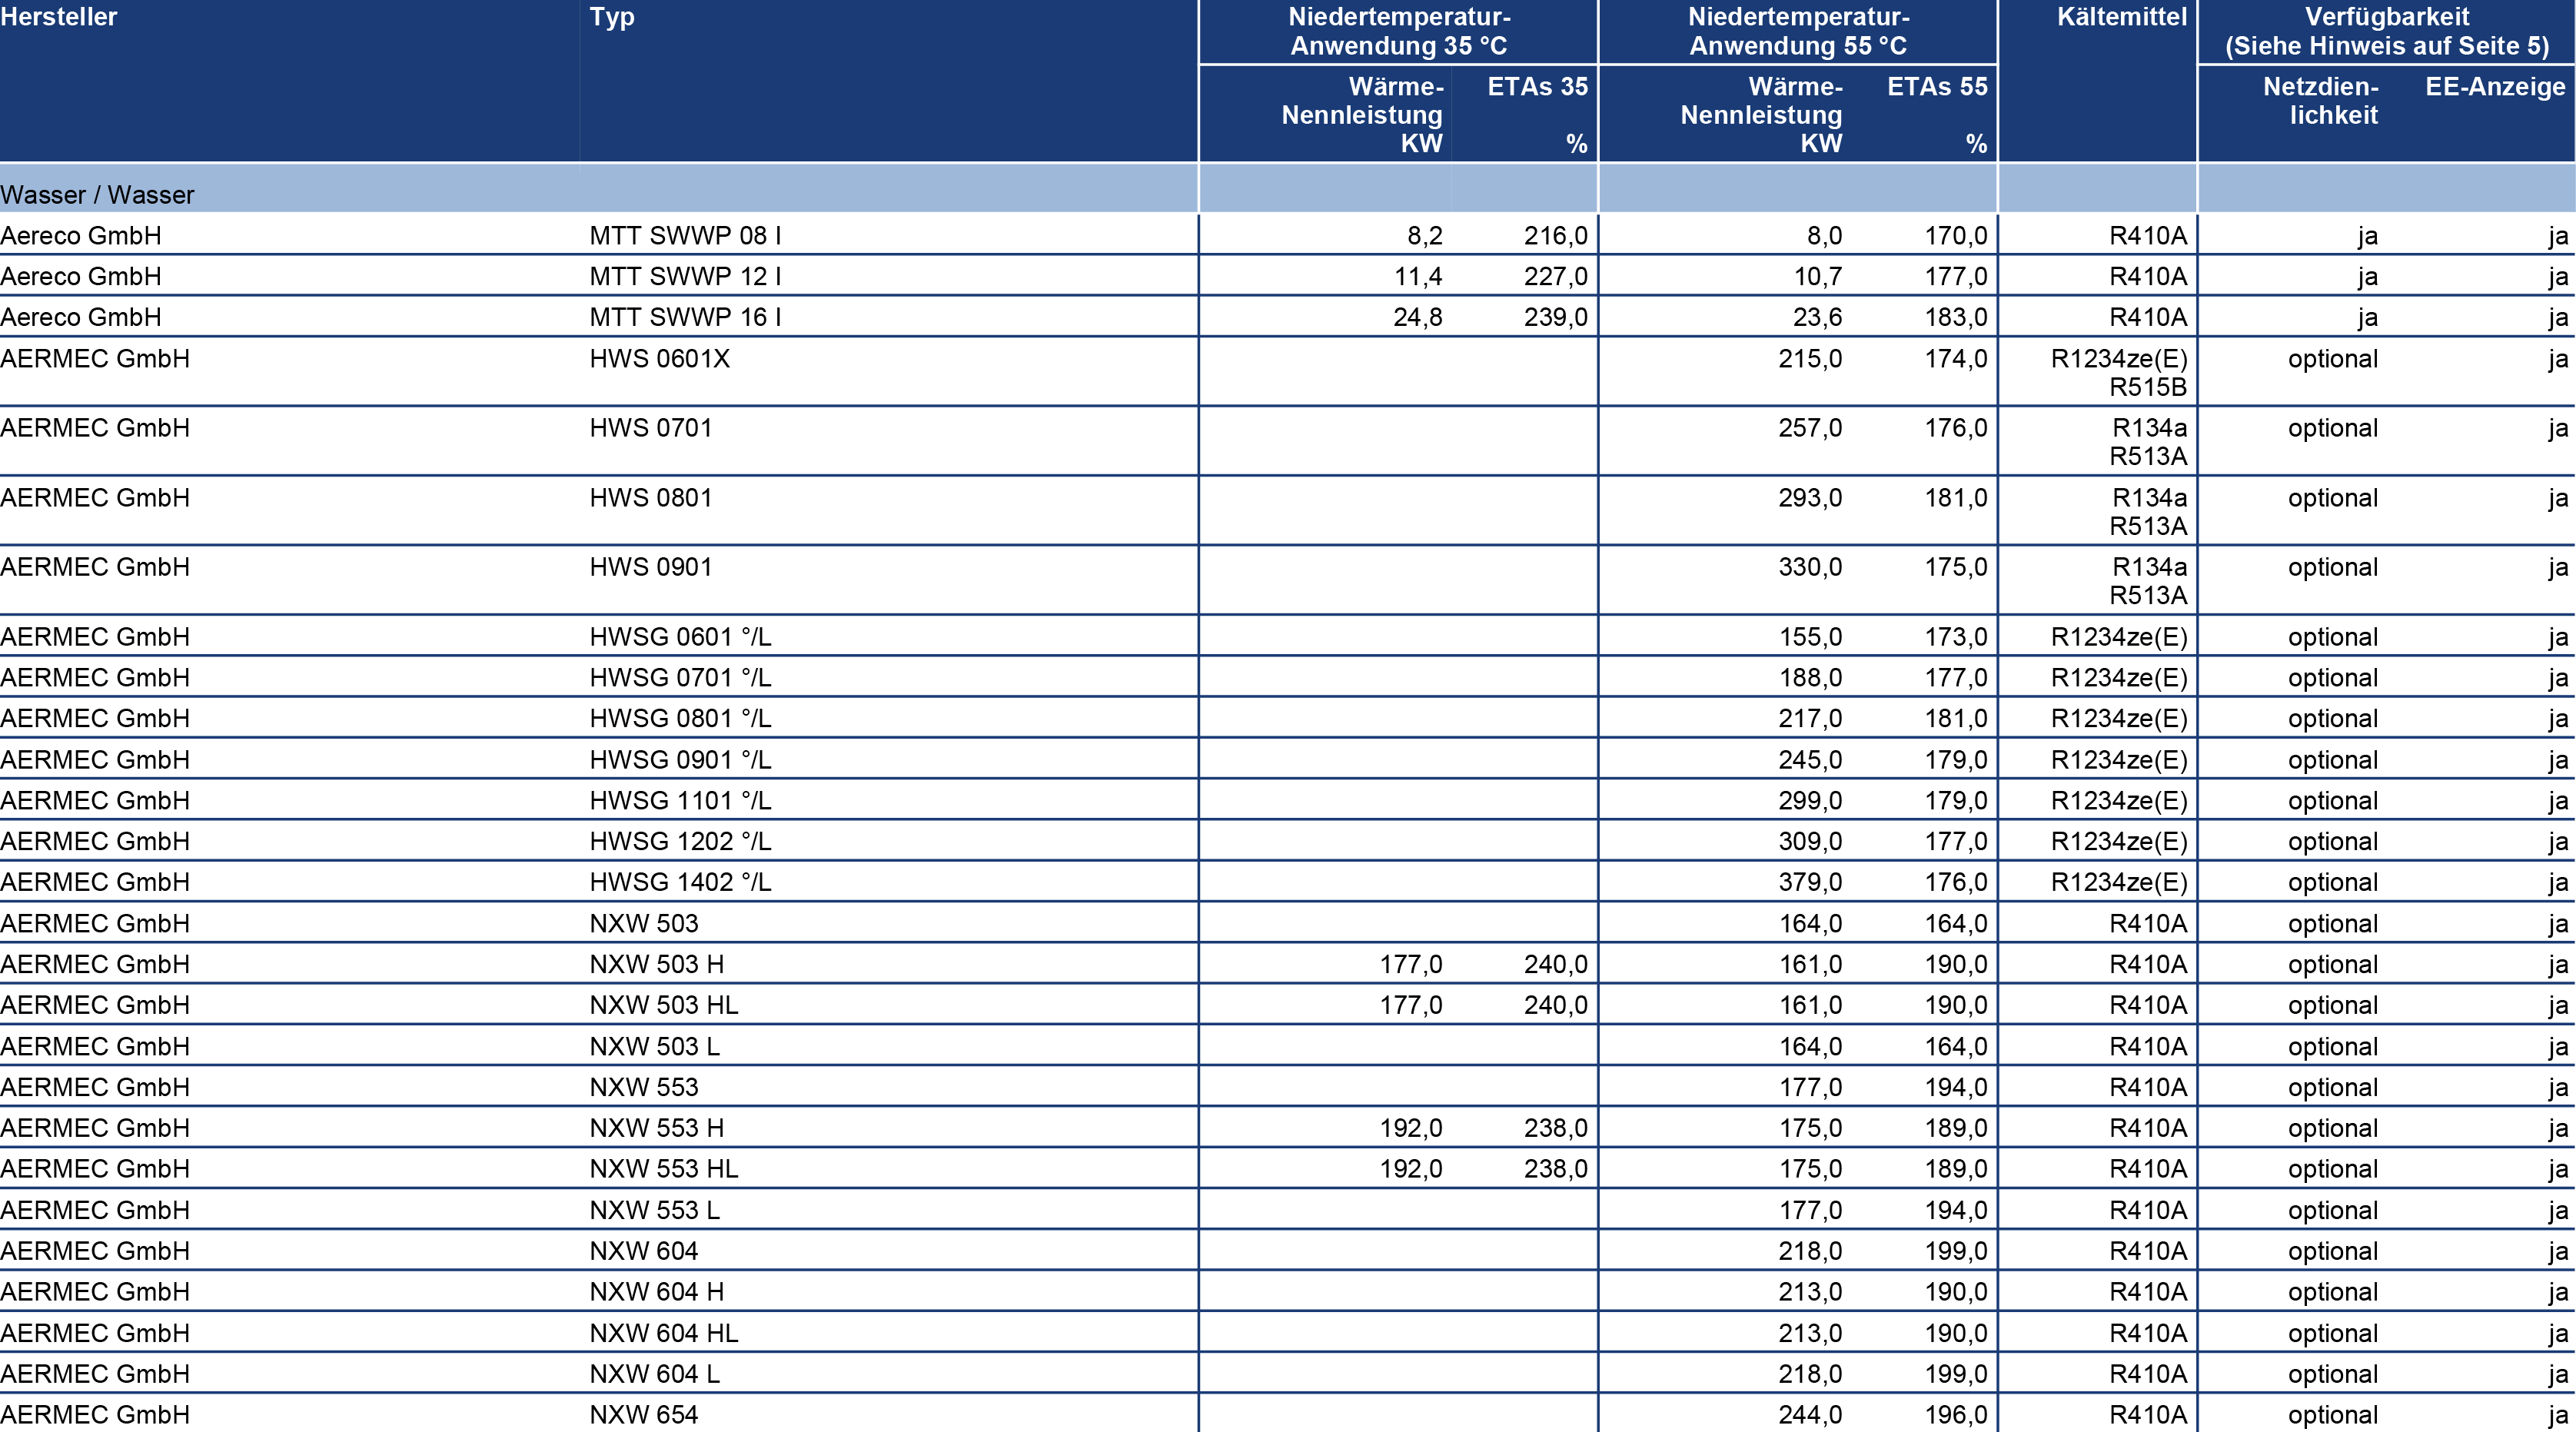 Hersteller Typ Niedertemperatur- Niedertemperatur- Kältemittel Verfügbarkeit
Anwendung 35 °C Anwendung 55 °C (Siehe Hinweis auf Seite 5)
Wärme- ETAs 35 Wärme- ETAs 55 Netzdien- EE-Anzeige
Nennleistung Nennleistung lichkeit
KW % KW %
Wasser / Wasser
Aereco GmbH MTT SWWP 08 I 8,2 216,0 8,0 170,0 R410A ja ja
Aereco GmbH MTT SWWP 12 I 11,4 227,0 10,7 177,0 R410A ja ja
Aereco GmbH MTT SWWP 16 I 24,8 239,0 23,6 183,0 R410A ja ja
AERMEC GmbH HWS 0601X 215,0 174,0 R1234ze(E) optional ja
R515B
AERMEC GmbH HWS 0701 257,0 176,0 R134a optional ja
R513A
AERMEC GmbH HWS 0801 293,0 181,0 R134a optional ja
R513A
AERMEC GmbH HWS 0901 330,0 175,0 R134a optional ja
R513A
AERMEC GmbH HWSG 0601 °/L 155,0 173,0 R1234ze(E) optional ja
AERMEC GmbH HWSG 0701 °/L 188,0 177,0 R1234ze(E) optional ja
AERMEC GmbH HWSG 0801 °/L 217,0 181,0 R1234ze(E) optional ja
AERMEC GmbH HWSG 0901 °/L 245,0 179,0 R1234ze(E) optional ja
AERMEC GmbH HWSG 1101 °/L 299,0 179,0 R1234ze(E) optional ja
AERMEC GmbH HWSG 1202 °/L 309,0 177,0 R1234ze(E) optional ja
AERMEC GmbH HWSG 1402 °/L 379,0 176,0 R1234ze(E) optional ja
AERMEC GmbH NXW 503 164,0 164,0 R410A optional ja
AERMEC GmbH NXW 503 H 177,0 240,0 161,0 190,0 R410A optional ja
AERMEC GmbH NXW 503 HL 177,0 240,0 161,0 190,0 R410A optional ja
AERMEC GmbH NXW 503 L 164,0 164,0 R410A optional ja
AERMEC GmbH NXW 553 177,0 194,0 R410A optional ja
AERMEC GmbH NXW 553 H 192,0 238,0 175,0 189,0 R410A optional ja
AERMEC GmbH NXW 553 HL 192,0 238,0 175,0 189,0 R410A optional ja
AERMEC GmbH NXW 553 L 177,0 194,0 R410A optional ja
AERMEC GmbH NXW 604 218,0 199,0 R410A optional ja
AERMEC GmbH NXW 604 H 213,0 190,0 R410A optional ja
AERMEC GmbH NXW 604 HL 213,0 190,0 R410A optional ja
AERMEC GmbH NXW 604 L 218,0 199,0 R410A optional ja
AERMEC GmbH NXW 654 244,0 196,0 R410A optional ja